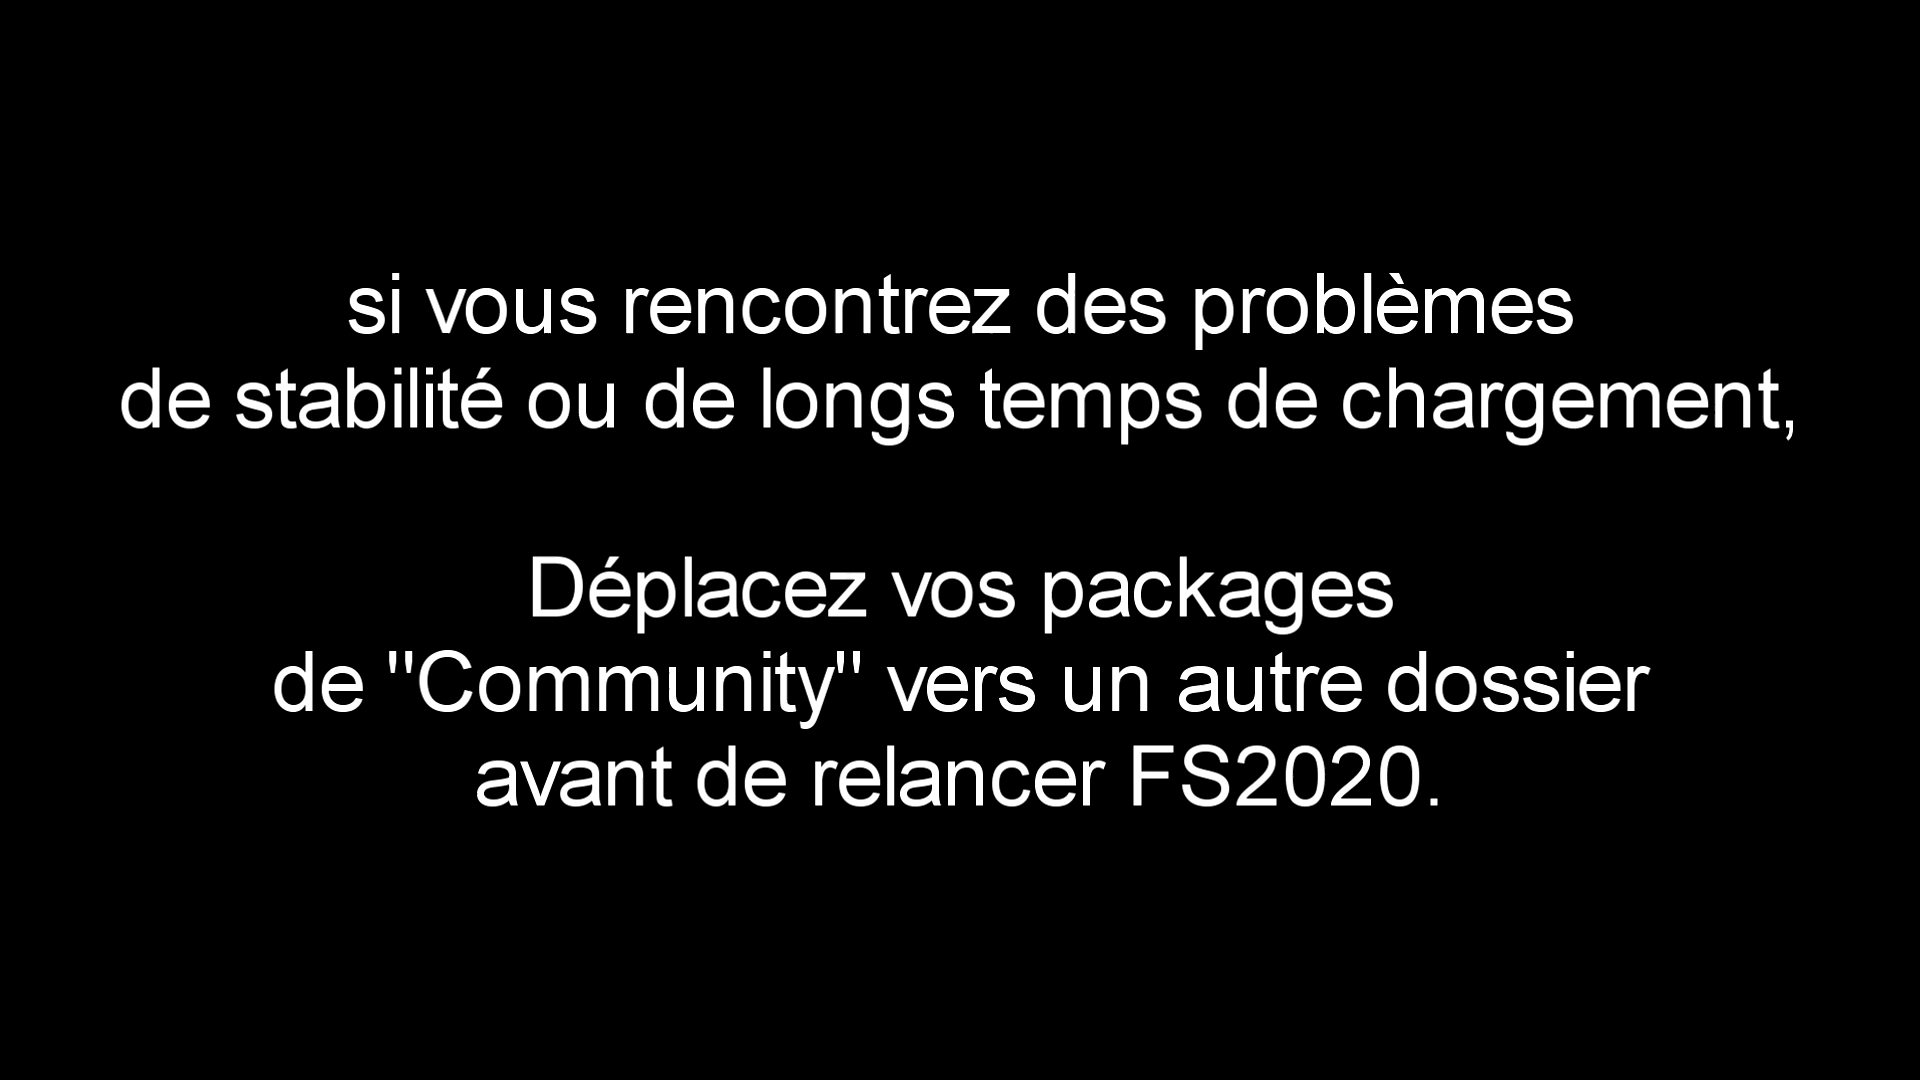 si vous rencontrez des problèmes
de stabilité ou de longs temps de chargement,
Déplacez vos packages
de "Community" vers un autre dossier
avant de relancer FS2020.